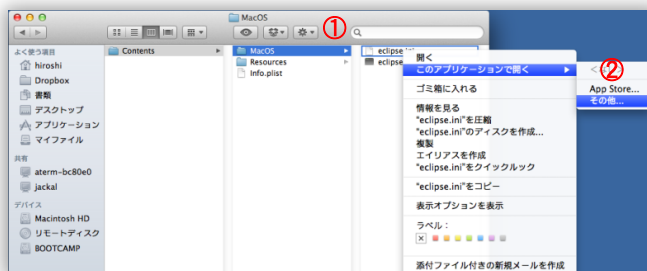 MacOS
①
よく使う項目
hiroshi
Dropbox
書類
デスクトップ
アプリケーション
マイファイル
共有
aterm-bc80e0
jackal
デバイス
Macintosh HD
リモートディスク
BOOTCAMP
Contents
MacOS
Resources
Info.plist
eclipse.ini
eclipse
開く
このアプリケーションで開く
ゴミ箱に入れる
情報を見る
"eclipse.ini"を圧縮
"eclipse.ini"のディスクを作成...
複製
エイリアスを作成
"eclipse.ini"をクイックルック
"eclipse.ini"をコピー
表示オプションを表示
ラベル：
添付ファイル付きの新規メールを作成
②
App Store...
その他...